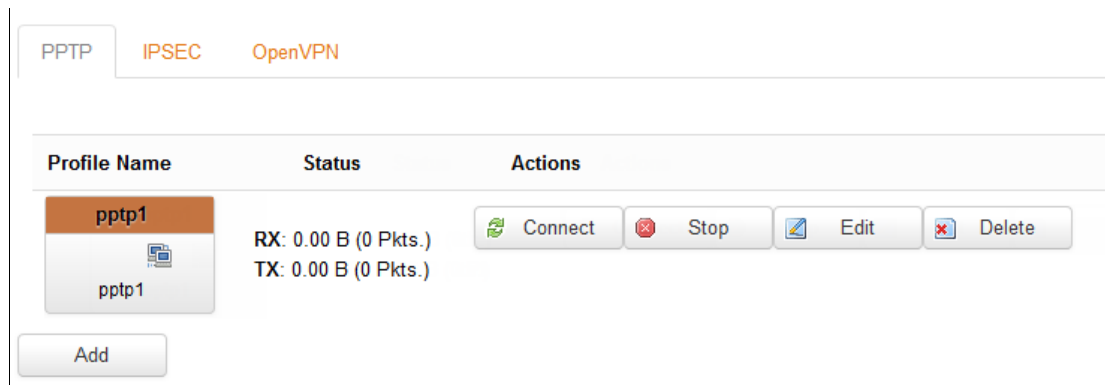 PPTP IPSEC OpenVPN
Profile Name Status Actions
pptp1
RX: 0.00 B (0 Pkts.) Connect Stop Edit Delete
TX: 0.00 B (0 Pkts.)
pptp1
Add